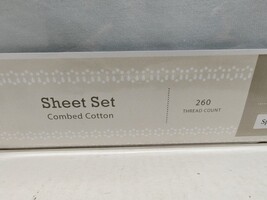 Sheet Set
Combed Cotton
260
THREAD COUNT